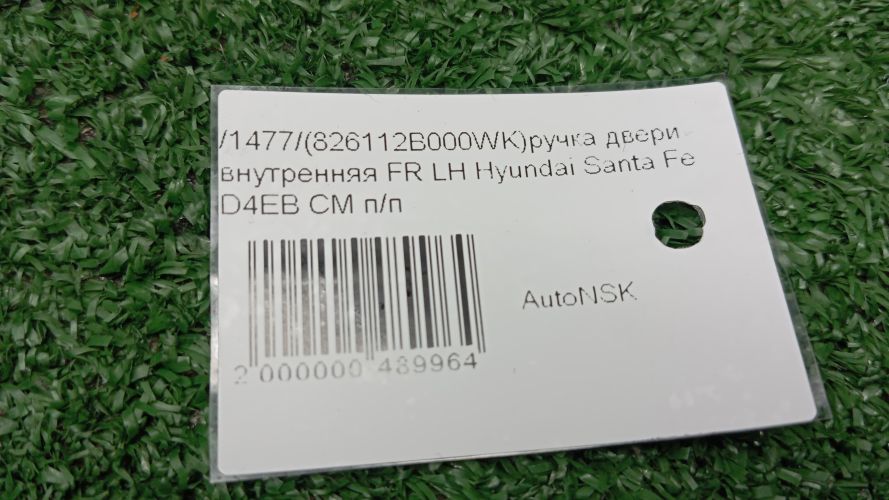 /1477/(826112B000WK)ручка двери
внутренняя FR LH Hyundai Santa Fe
D4EB CM п/п
AutoNSK
2 000000 489964